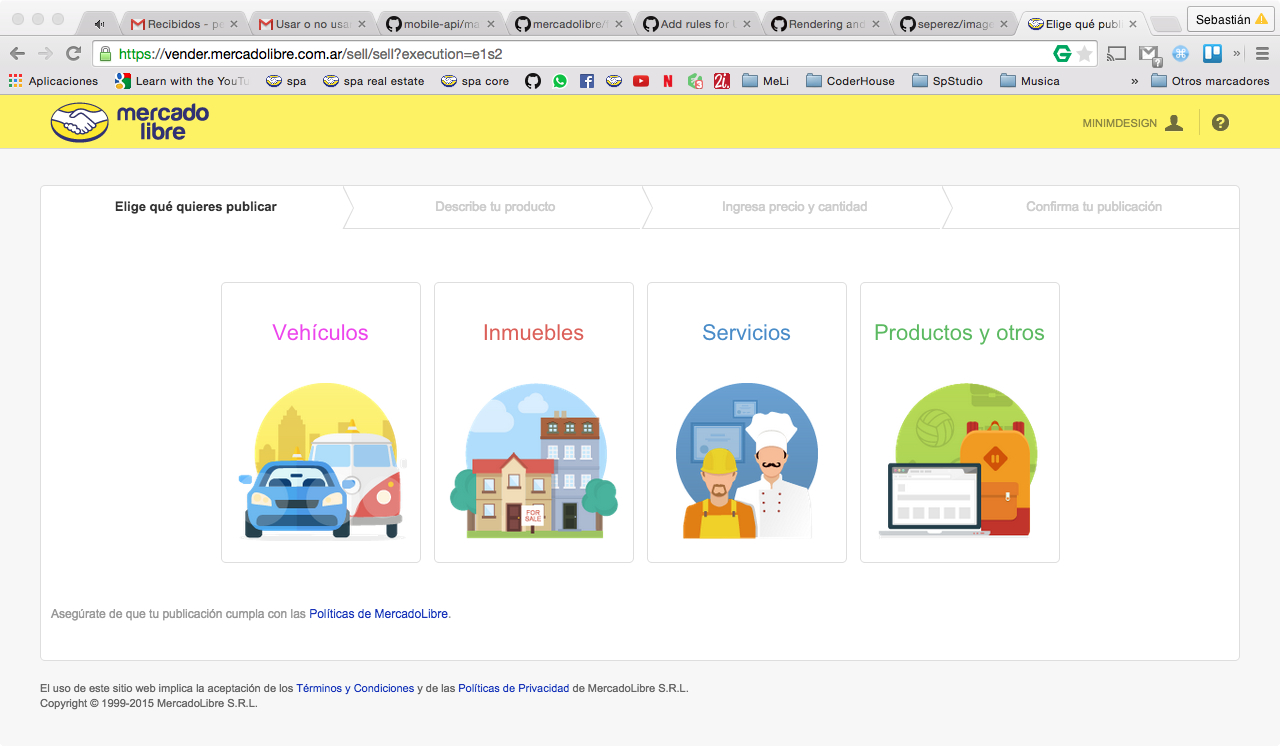 Recibidos - pe
Usar o no usa
mobile-api/ma
mercadolibre/f
Add rules for
Rendering and
seperez/image
Elige qué publ
Sebastián
https://vender.mercadolibre.com.ar/sell/sell?execution=e1s2
Aplicaciones
Learn with the YouTu
spa
spa real estate
spa core
MeLi
CoderHouse
SpStudio
Musica
»
Otros marcadores
mercado
libre
MINIMDESIGN
?
Elige qué quieres publicar
Describe tu producto
Ingresa precio y cantidad
Confirma tu publicación
Vehículos
Inmuebles
Servicios
Productos y otros
FOR
SALE
Asegúrate de que tu publicación cumpla con las Políticas de MercadoLibre.
El uso de este sitio web implica la aceptación de los Términos y Condiciones y de las Políticas de Privacidad de MercadoLibre S.R.L.
Copyright © 1999-2015 MercadoLibre S.R.L.